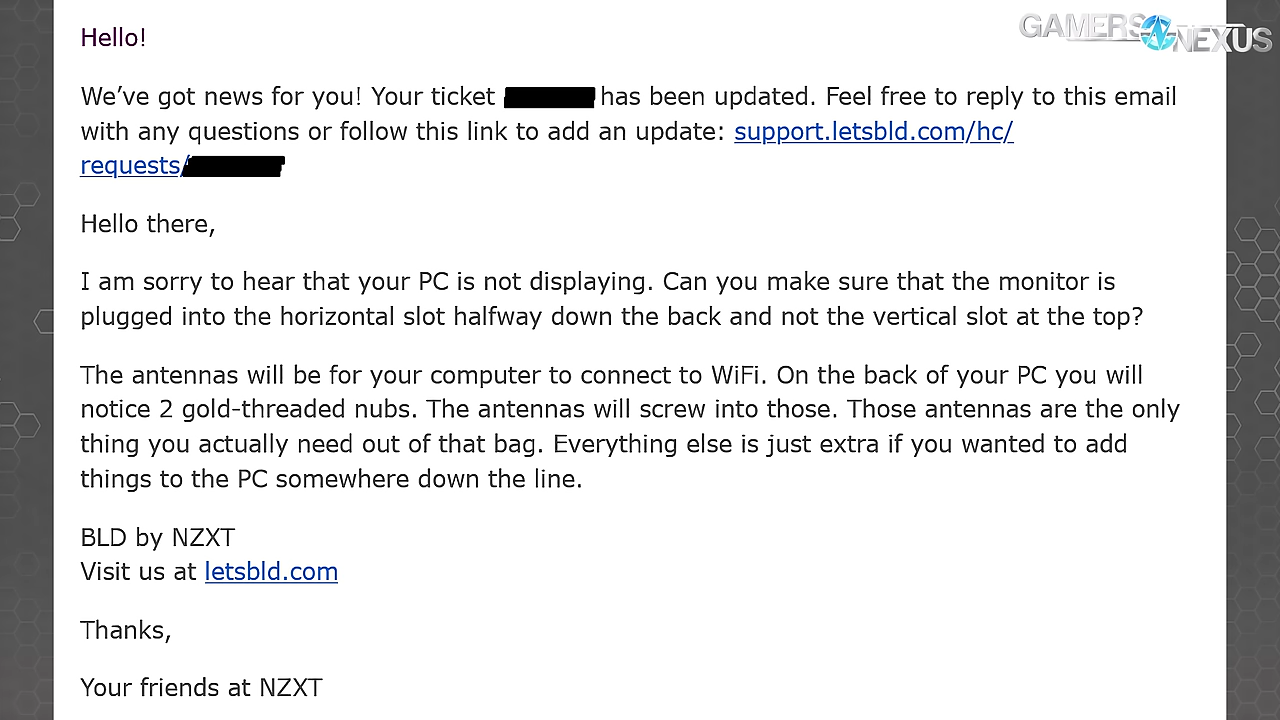 GAMERS NEXUS
Hello!
We've got news for you! Your ticket has been updated. Feel free to reply to this email
with any questions or follow this link to add an update: support.letsbld.com/hc/
requests/
Hello there,
I am sorry to hear that your PC is not displaying. Can you make sure that the monitor is
plugged into the horizontal slot halfway down the back and not the vertical slot at the top?
The antennas will be for your computer to connect to WiFi. On the back of your PC you will
notice 2 gold-threaded nubs. The antennas will screw into those. Those antennas are the only
thing you actually need out of that bag. Everything else is just extra if you wanted to add
things to the PC somewhere down the line.
BLD by NZXT
Visit us at letsbld.com
Thanks,
Your friends at NZXT